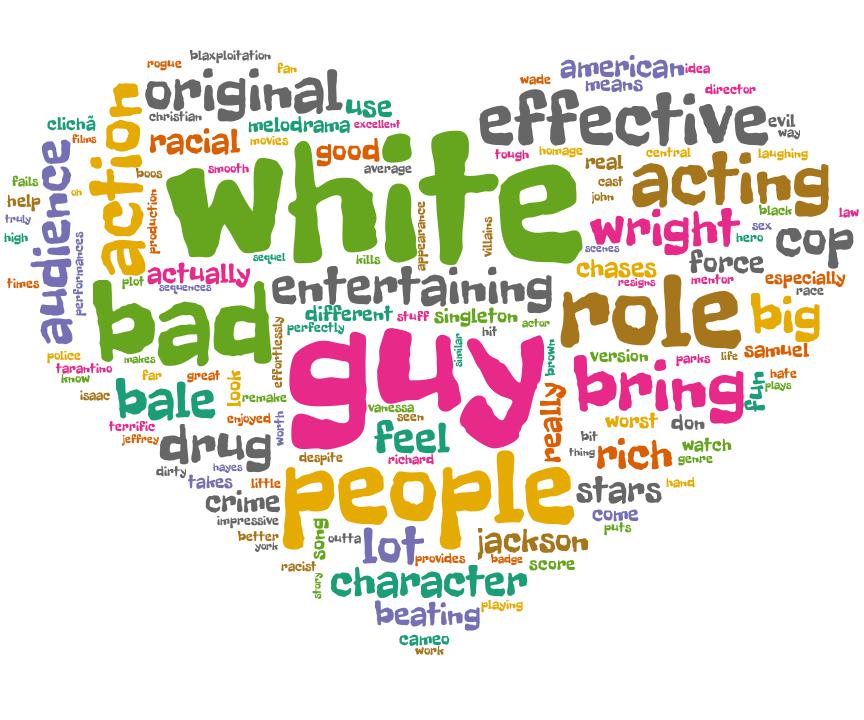 blaxploitation
rogue
fan
american
idea
wade
means
director
original
use
christian
clichã
melodrama
excellent
effective
evil
way
films
racial
movies
good
average
tough
homage
central
laughing
action
audience
boos
smooth
white
real
cast
john
acting
fails
help
oh
truly
high
times
performances
production
sequel
kills
appearance
villains
wright
black
law
hero
sex
cop
scenes
plot
actually
sequences
entertaining
chases
resigns
force
mentor
especially
race
bad
different
stuff
singleton
actor
perfectly
hit
role
big
police
makes
effortlessly
guy
similar
brown
version
parks
life
samuel
tarantino
know
far
great
look
bring
fun
hate
plays
isaac
bale
remake
enjoyed
worth
vanessa
seen
really
worst
don
terrific
jeffrey
drug
feel
bit
thing
rich
watch
genre
dirty
hayes
despite
richard
takes
little
people
stars
hand
crime
impressive
come
puts
better
york
song
outta
lot
provides
jackson
badge
score
racist
story
character
beating
playing
cameo
work